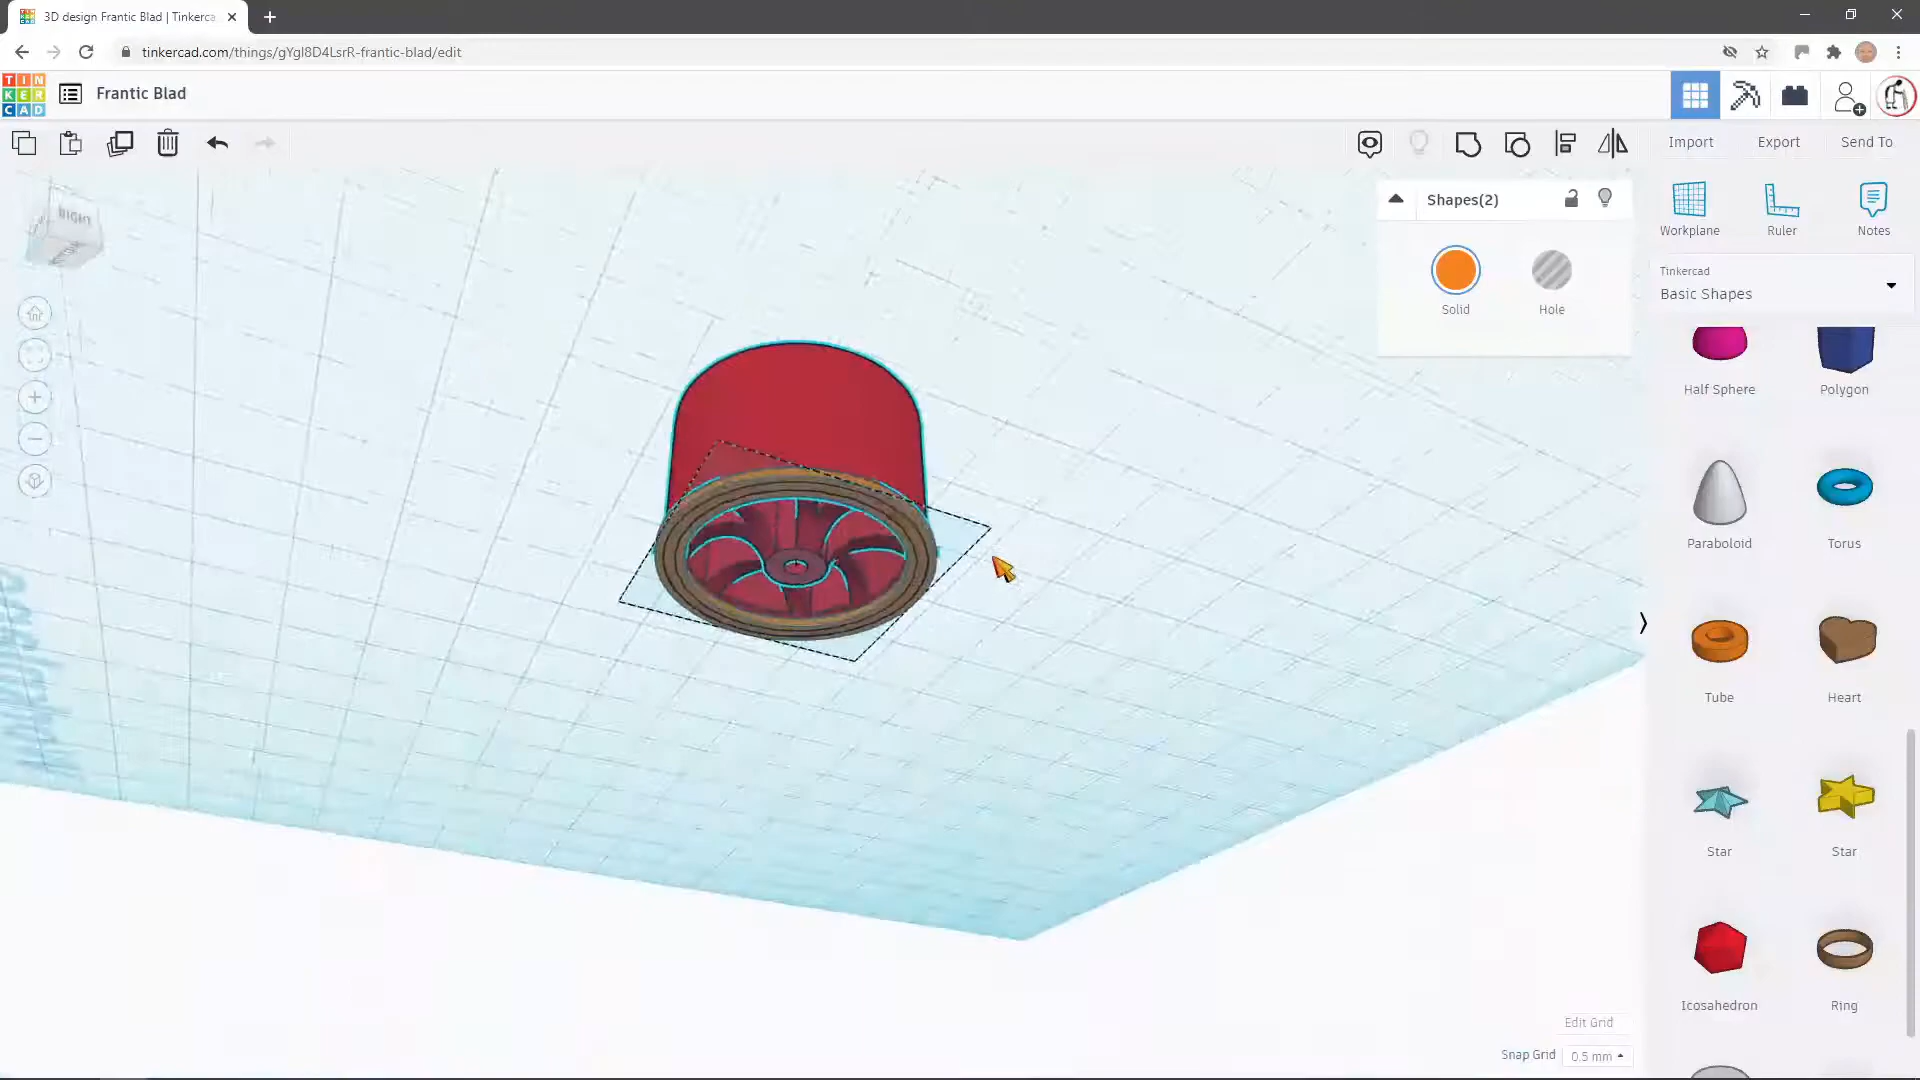 3D design Frantic Blad | Tinkerca
tinkercad.com/things/gYgl8D4LsrR-frantic-blad/edit
TIN
KER
CAD
Frantic Blad
Import
Export
Send To
RIGHT
Shapes(2)
Solid
Hole
Workplane
Ruler
Notes
Tinkercad
Basic Shapes
Half Sphere
Polygon
Paraboloid
Torus
Tube
Heart
Star
Star
Icosahedron
Ring
Edit Grid
Snap Grid
0.5 mm